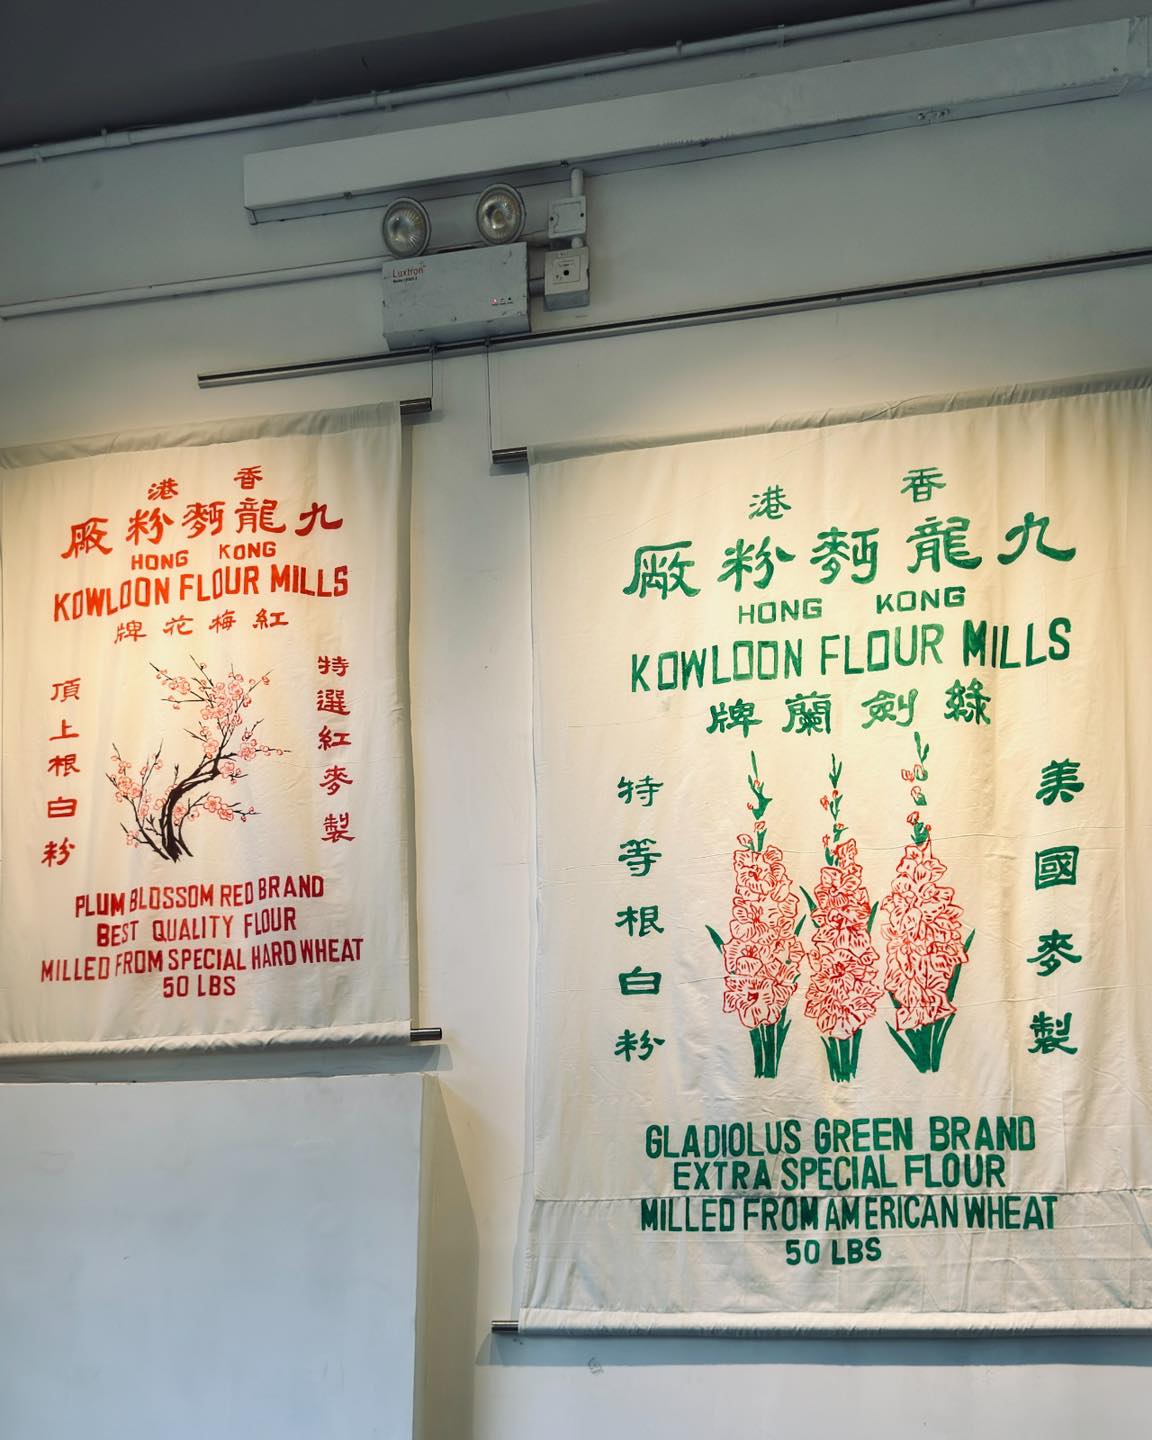 Luxtron
香港
九龍麪粉廠
HONG KONG
KOWLOON FLOUR MILLS
紅梅花牌
特選紅麥製
頂上根白粉
PLUM BLOSSOM RED BRAND
BEST QUALITY FLOUR
MILLED FROM SPECIAL HARD WHEAT
50 LBS
香港
九龍麪粉廠
HONG KONG
KOWLOON FLOUR MILLS
綠劍蘭牌
美國麥製
特等根白粉
GLADIOLUS GREEN BRAND
EXTRA SPECIAL FLOUR
MILLED FROM AMERICAN WHEAT
50 LBS